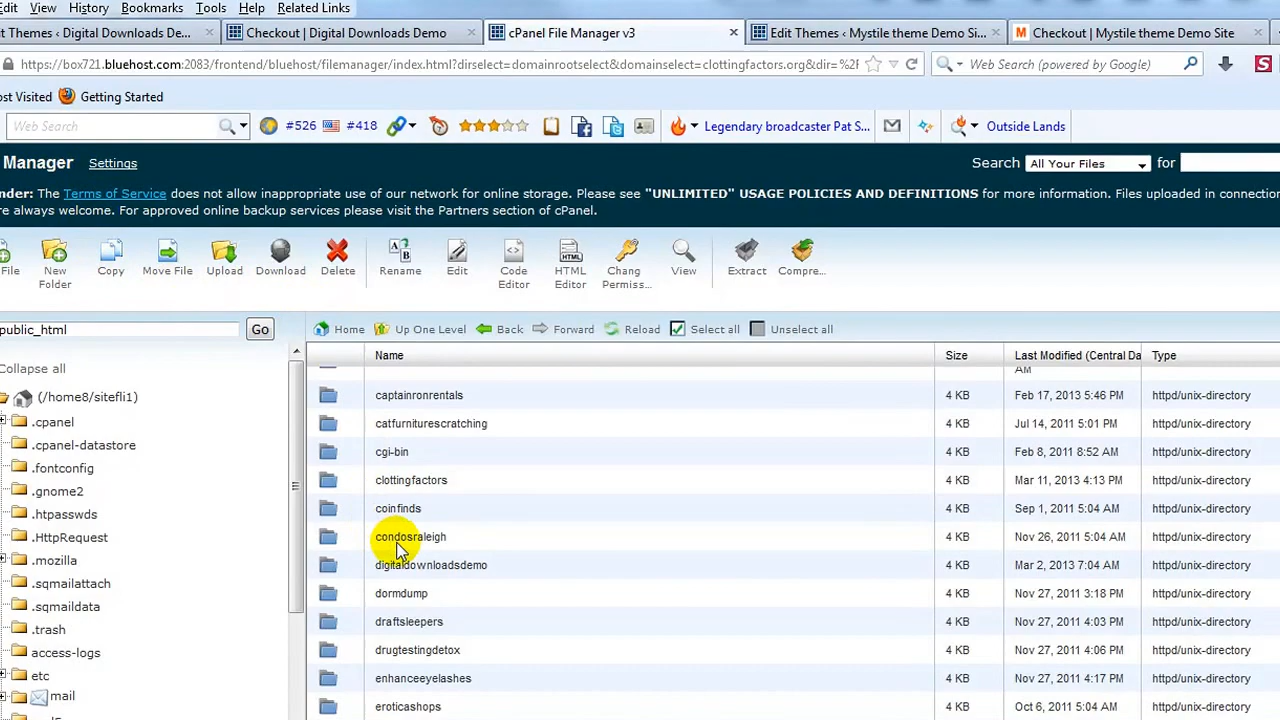 Edit View History Bookmarks Tools Help Related Links
it Themes ‹ Digital Downloads De... × Checkout | Digital Downloads Demo × cPanel File Manager v3 × Edit Themes ‹ Mystile theme Demo Si... × Checkout | Mystile theme Demo Site ×
https://box721.bluehost.com:2083/frontend/bluehost/filemanager/index.html?dirselect=domainrootselect&domainselect=clottingfactors.org&dir=%2F Web Search (powered by Google) S
ost Visited Getting Started
Web Search #526 #418 Legendary broadcaster Pat S... Outside Lands
Manager Settings Search All Your Files for
nder: The Terms of Service does not allow inappropriate use of our network for online storage. Please see "UNLIMITED" USAGE POLICIES AND DEFINITIONS for more information. Files uploaded in connection
re always welcome. For approved online backup services please visit the Partners section of cPanel.
File New Folder Copy Move File Upload Download Delete Rename Edit Code Editor HTML Editor Chang Permiss... View Extract Compre...
public_html Go Home Up One Level Back Forward Reload Select all Unselect all
Name Size Last Modified (Central Da Type
Collapse all
AM
(/home8/sitefli1)
captainronrentals 4 KB Feb 17, 2013 5:46 PM httpd/unix-directory
.cpanel
catfurniturescratching 4 KB Jul 14, 2011 5:01 PM httpd/unix-directory
.cpanel-datastore
cgi-bin 4 KB Feb 8, 2011 8:52 AM httpd/unix-directory
.fontconfig
clottingfactors 4 KB Mar 11, 2013 4:13 PM httpd/unix-directory
.gnome2
coinfinds 4 KB Sep 1, 2011 5:04 AM httpd/unix-directory
.htpasswds
condosraleigh 4 KB Nov 26, 2011 5:04 AM httpd/unix-directory
.HttpRequest
digitaldownloadsdemo 4 KB Mar 2, 2013 7:04 AM httpd/unix-directory
.mozilla
.sqmailattach
dormdump 4 KB Nov 27, 2011 3:18 PM httpd/unix-directory
.sqmaildata
draftsleepers 4 KB Nov 27, 2011 4:03 PM httpd/unix-directory
.trash
drugtestingdetox 4 KB Nov 27, 2011 4:06 PM httpd/unix-directory
access-logs
etc
enhanceeyelashes 4 KB Nov 27, 2011 4:17 PM httpd/unix-directory
mail
eroticashops 4 KB Oct 6, 2011 5:04 AM httpd/unix-directory